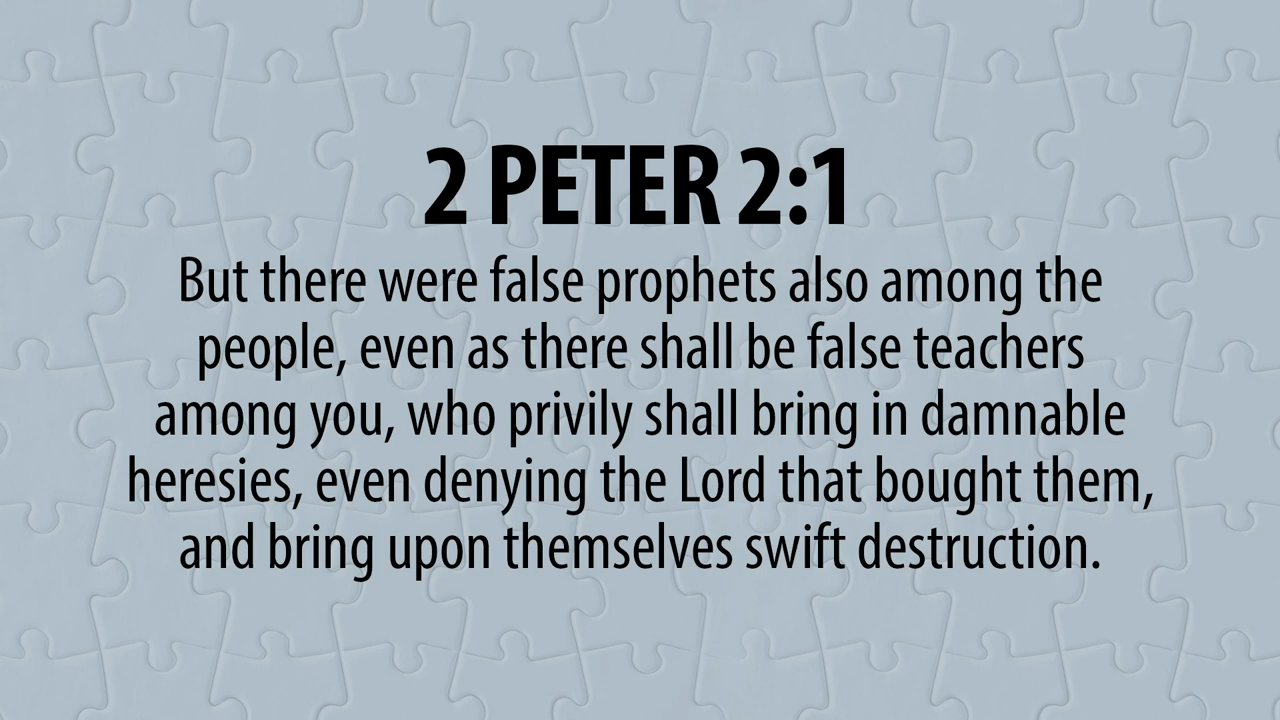 2 PETER 2:1
But there were false prophets also among the
people, even as there shall be false teachers
among you, who privily shall bring in damnable
heresies, even denying the Lord that bought them,
and bring upon themselves swift destruction.